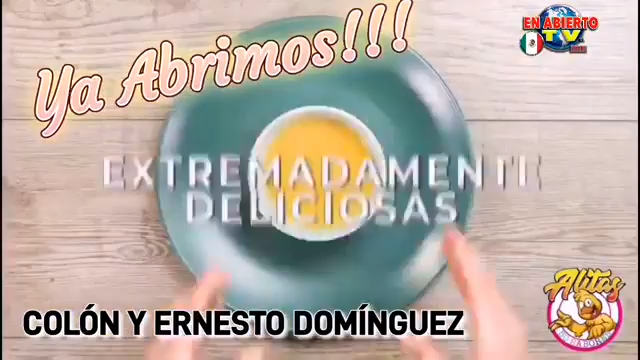 Ya Abrimos!!!
EN ABIERTO
TV
EXTREMADAMENTE
DELICIOSAS
Alitas
COLÓN Y ERNESTO DOMÍNGUEZ